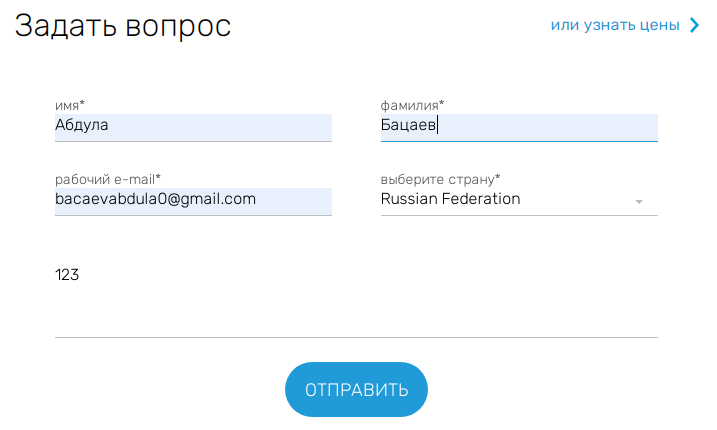 Задать вопрос
или узнать цены
имя*
фамилия*
Абдула
Бацаев
рабочий e-mail*
выберите страну*
bacaevabdula0@gmail.com
Russian Federation
123
ОТПРАВИТЬ